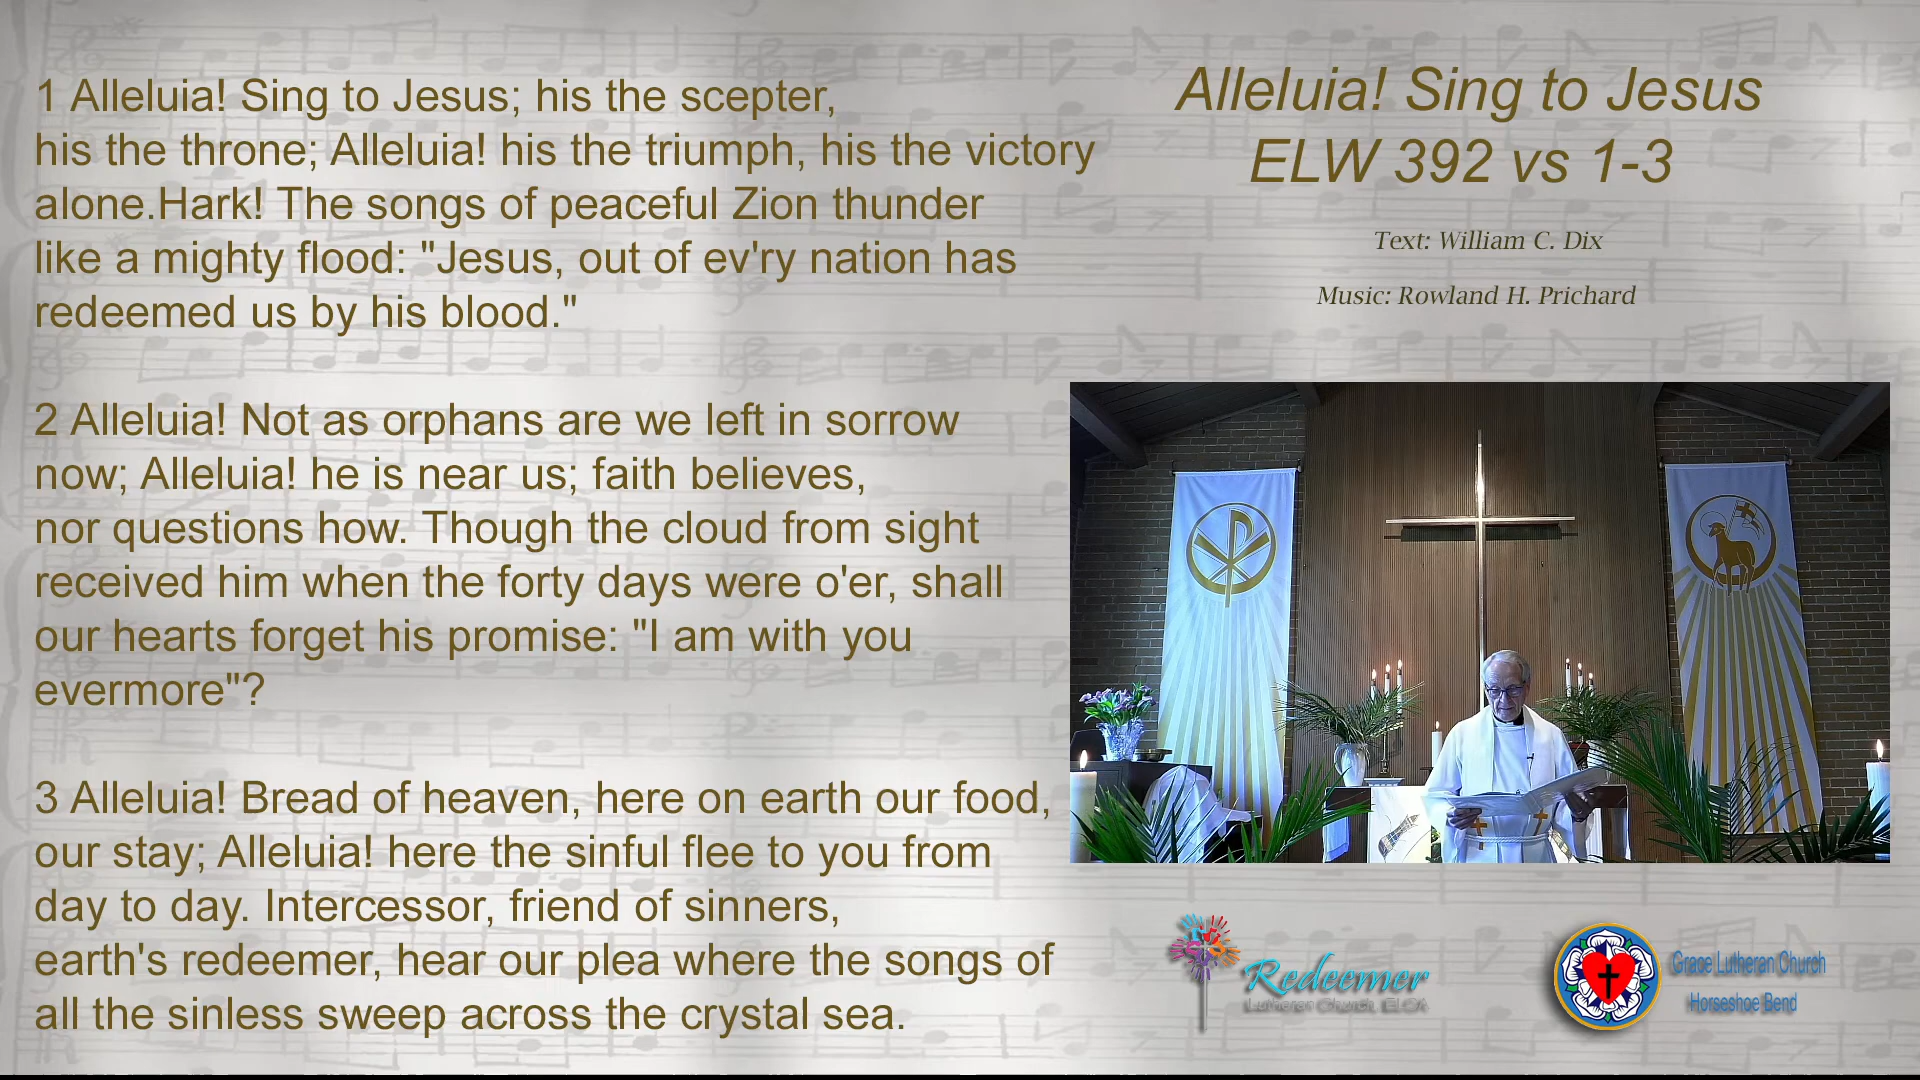 1 Alleluia! Sing to Jesus; his the scepter,
his the throne; Alleluia! his the triumph, his the victory
alone.Hark! The songs of peaceful Zion thunder
like a mighty flood: "Jesus, out of ev'ry nation has
redeemed us by his blood."
2 Alleluia! Not as orphans are we left in sorrow
now; Alleluia! he is near us; faith believes,
nor questions how. Though the cloud from sight
received him when the forty days were o'er, shall
our hearts forget his promise: "I am with you
evermore"?
3 Alleluia! Bread of heaven, here on earth our food,
our stay; Alleluia! here the sinful flee to you from
day to day. Intercessor, friend of sinners,
earth's redeemer, hear our plea where the songs of
all the sinless sweep across the crystal sea.
Alleluia! Sing to Jesus
ELW 392 vs 1-3
Text: William C. Dix
Music: Rowland H. Prichard
Redeemer
Lutheran Church, ELCA
Grace Lutheran Church
Horseshoe Bend